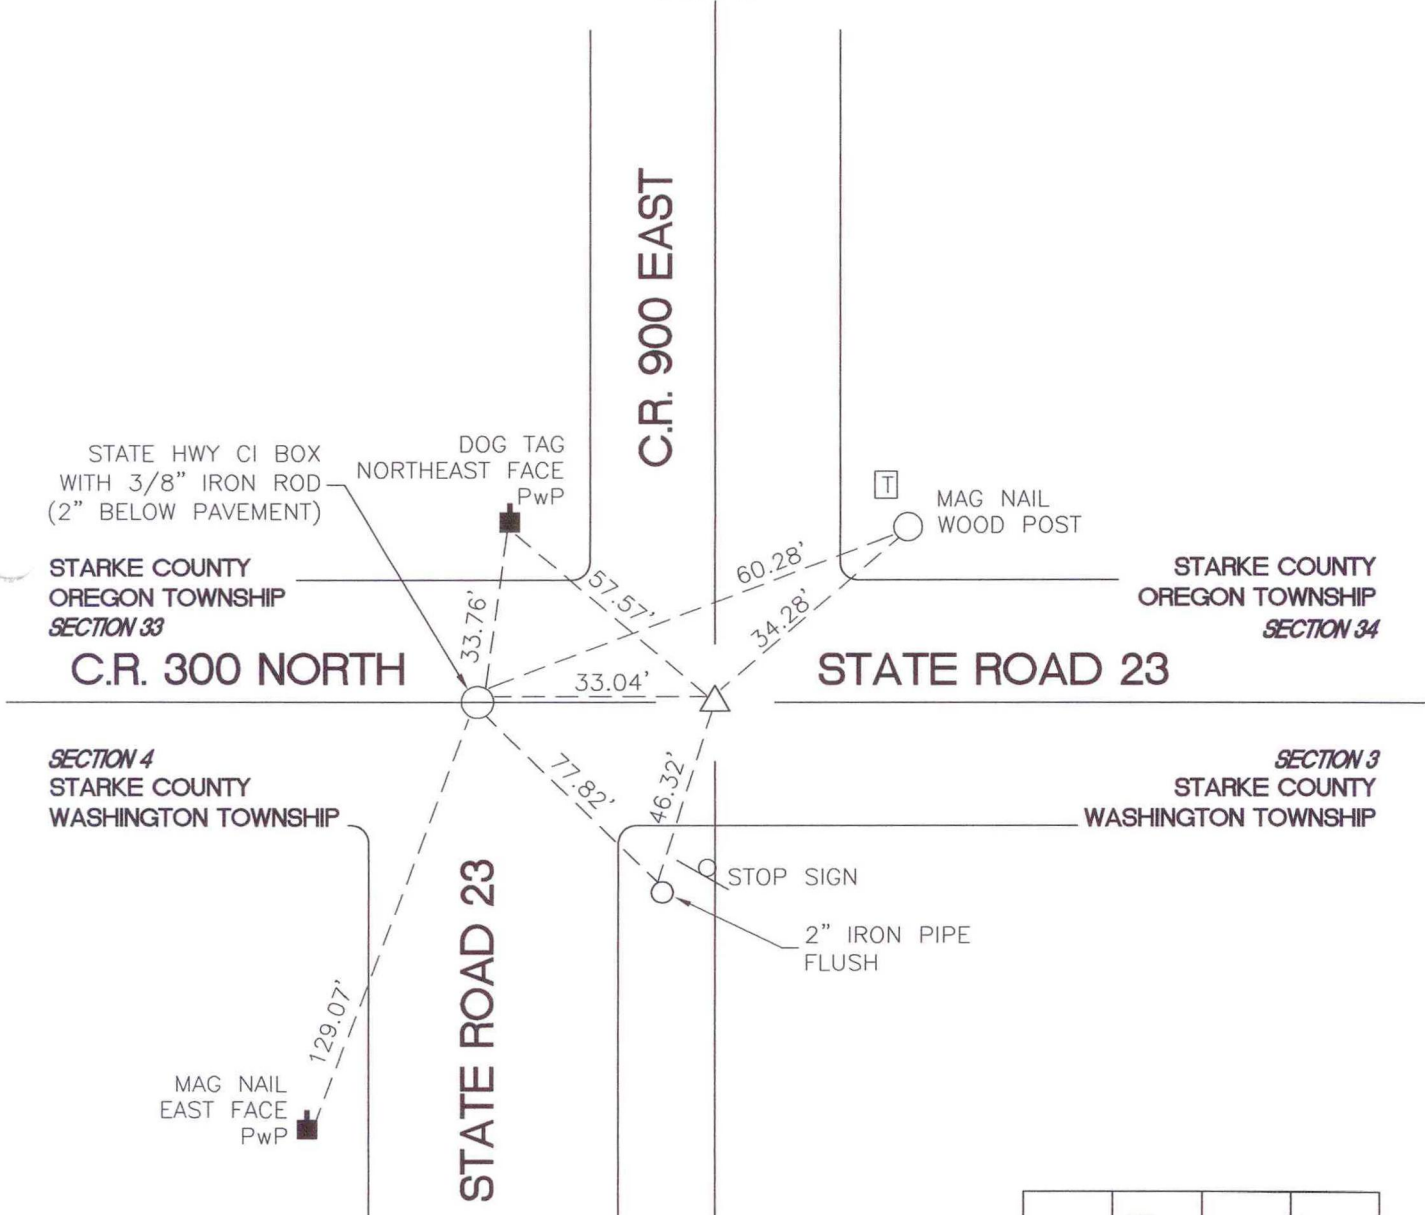 C.R. 900 EAST
STATE HWY CI BOX
WITH 3/8" IRON ROD
(2" BELOW PAVEMENT)
DOG TAG
NORTHEAST FACE
PwP
T
MAG NAIL
WOOD POST
STARKE COUNTY
OREGON TOWNSHIP
SECTION 33
STARKE COUNTY
OREGON TOWNSHIP
SECTION 34
33.76'
57.57'
60.28'
34.28'
C.R. 300 NORTH
33.04'
STATE ROAD 23
SECTION 4
STARKE COUNTY
WASHINGTON TOWNSHIP
77.82'
46.32'
SECTION 3
STARKE COUNTY
WASHINGTON TOWNSHIP
STOP SIGN
2" IRON PIPE
FLUSH
STATE ROAD 23
129.07'
MAG NAIL
EAST FACE
PwP